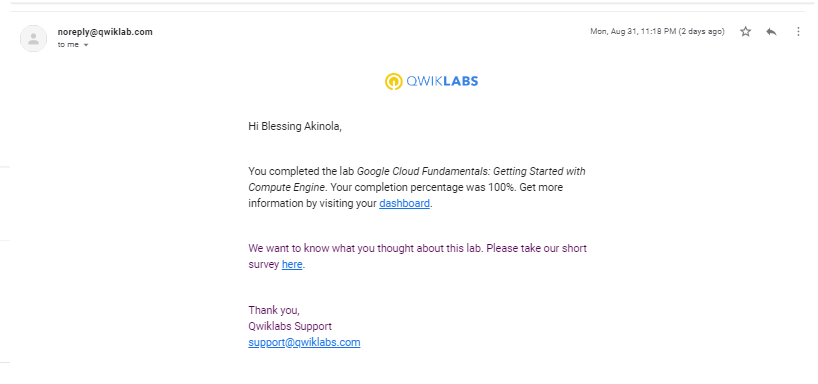 noreply@qwiklab.com
Mon, Aug 31, 11:18 PM (2 days ago)
to me
QWIKLABS
Hi Blessing Akinola,
You completed the lab Google Cloud Fundamentals: Getting Started with
Compute Engine. Your completion percentage was 100%. Get more
information by visiting your dashboard.
We want to know what you thought about this lab. Please take our short
survey here.
Thank you,
Qwiklabs Support
support@qwiklabs.com